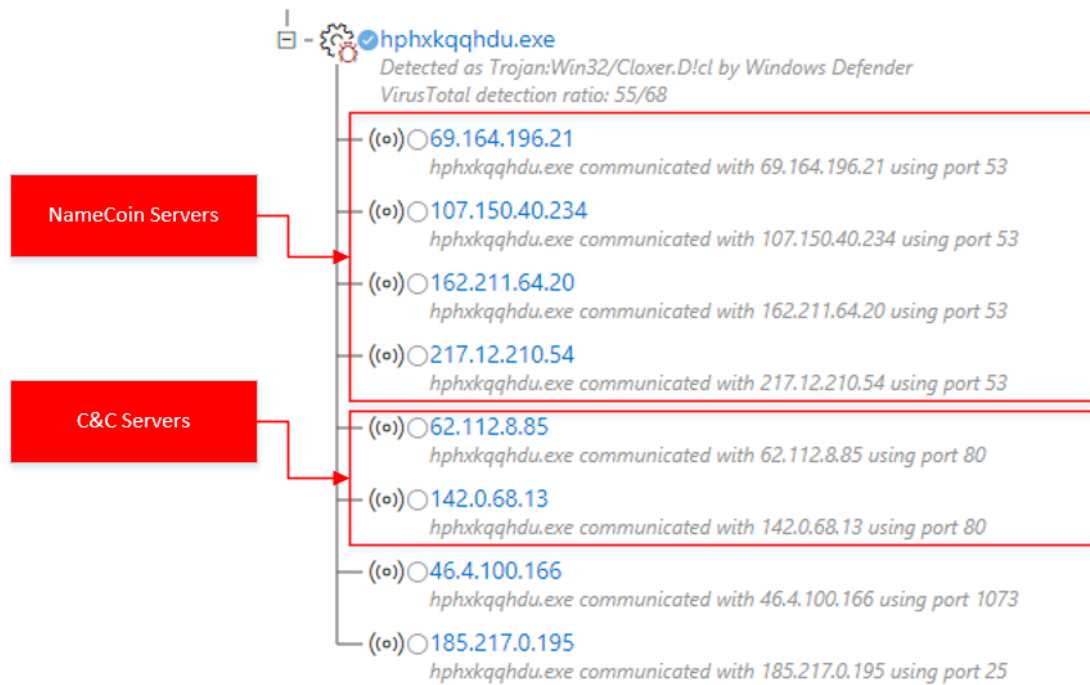 hphxkqqhdu.exe
Detected as Trojan:Win32/Cloxer.D!cl by Windows Defender
VirusTotal detection ratio: 55/68
69.164.196.21
hphxkqqhdu.exe communicated with 69.164.196.21 using port 53
NameCoin Servers
107.150.40.234
hphxkqqhdu.exe communicated with 107.150.40.234 using port 53
162.211.64.20
hphxkqqhdu.exe communicated with 162.211.64.20 using port 53
217.12.210.54
hphxkqqhdu.exe communicated with 217.12.210.54 using port 53
C&C Servers
62.112.8.85
hphxkqqhdu.exe communicated with 62.112.8.85 using port 80
142.0.68.13
hphxkqqhdu.exe communicated with 142.0.68.13 using port 80
46.4.100.166
hphxkqqhdu.exe communicated with 46.4.100.166 using port 1073
185.217.0.195
hphxkqqhdu.exe communicated with 185.217.0.195 using port 25